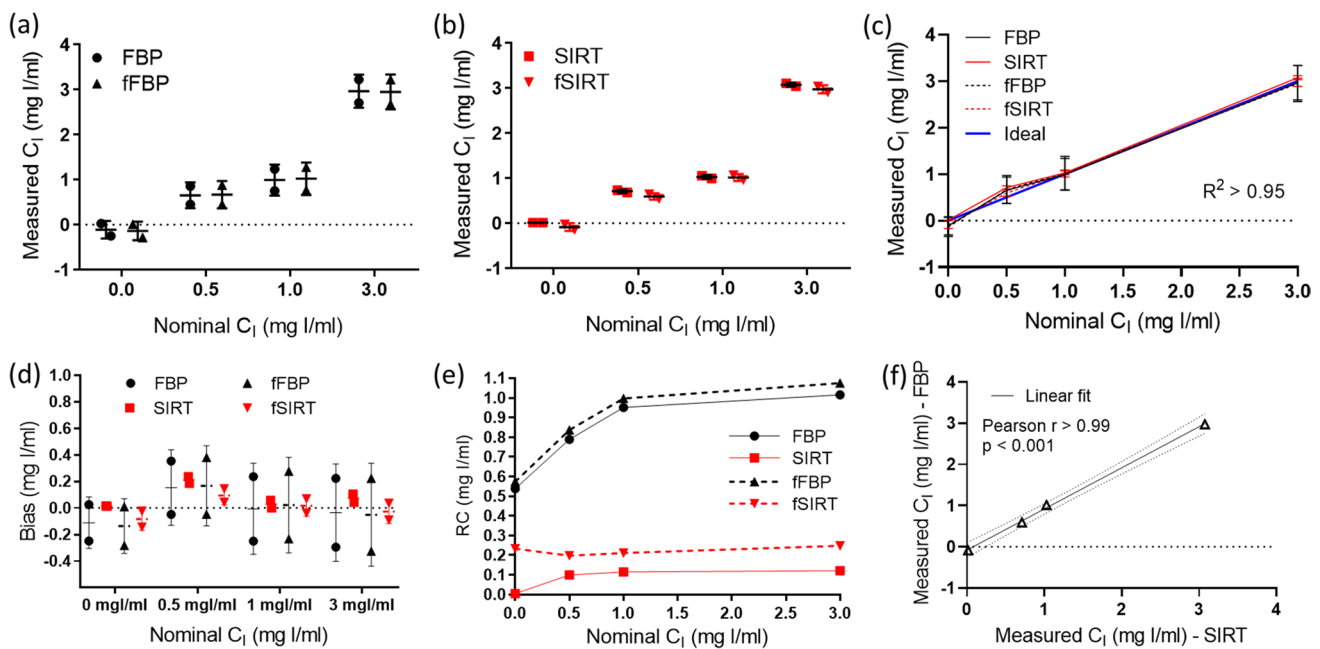 (a)
FBP
fFBP
Measured C_I (mg I/ml)
4
3
2
1
0
-1
0.0 0.5 1.0 3.0
Nominal C_I (mg I/ml)
(b)
SIRT
fSIRT
Measured C_I (mg I/ml)
4
3
2
1
0
-1
0.0 0.5 1.0 3.0
Nominal C_I (mg I/ml)
(c)
FBP
SIRT
fFBP
fSIRT
Ideal
R² > 0.95
Measured C_I (mg I/ml)
4
3
2
1
0
-1
0.0 0.5 1.0 1.5 2.0 2.5 3.0
Nominal C_I (mg I/ml)
(d)
FBP fFBP
SIRT fSIRT
Bias (mg I/ml)
1.0
0.8
0.6
0.4
0.2
0.0
-0.2
-0.4
0 mgI/ml 0.5 mgI/ml 1 mgI/ml 3 mgI/ml
Nominal C_I (mg I/ml)
(e)
RC (mg I/ml)
1.1
1.0
0.9
0.8
0.7
0.6
0.5
0.4
0.3
0.2
0.1
0.0
FBP
SIRT
fFBP
fSIRT
0.0 0.5 1.0 1.5 2.0 2.5 3.0
Nominal C_I (mg I/ml)
(f)
Linear fit
Pearson r > 0.99
p < 0.001
Measured C_I (mg I/ml) - FBP
4
3
2
1
0
-1
0 1 2 3 4
Measured C_I (mg I/ml) - SIRT